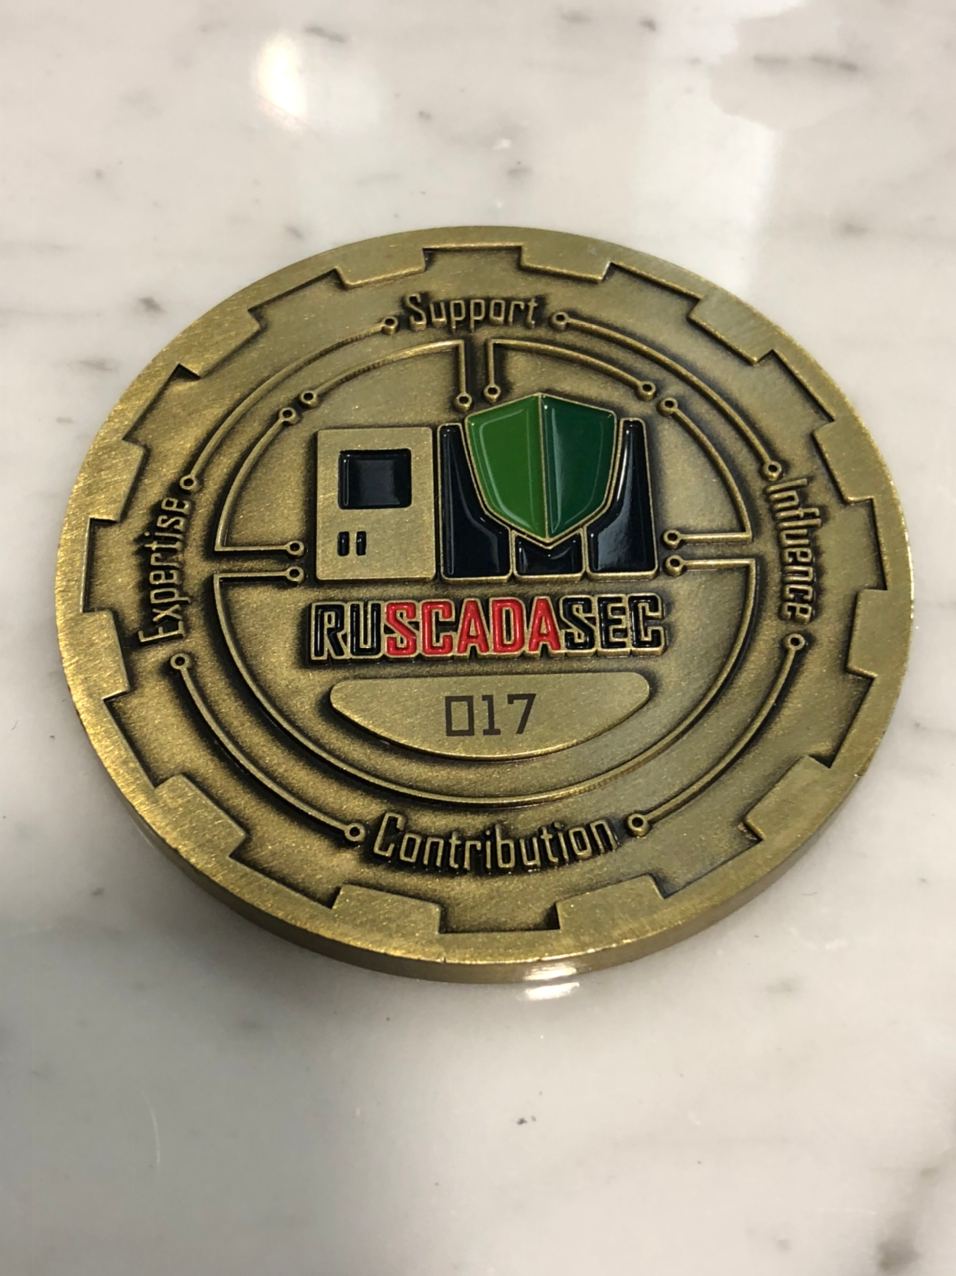 Support
Expertise
Influence
RUSCADASEC
017
Contribution